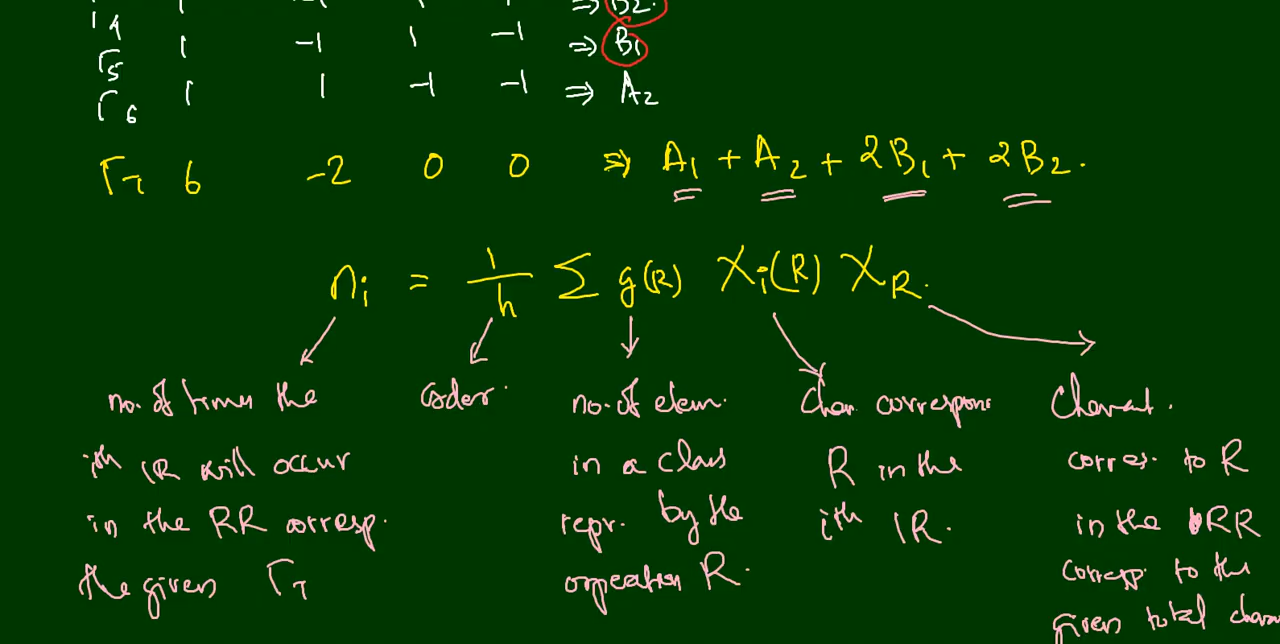 ⇒ B2.
Γ4 1 -1 1 -1 ⇒ B1
Γ5 1 1 -1 -1 ⇒ A2
Γ6
ΓT 6 -2 0 0 ⇒ A1 + A2 + 2B1 + 2B2.
ni = 1/h Σ g(R) χi(R) χR.
no. of times the
ith IR will occur
in the RR corresp.
the given ΓT
order.
no. of elem.
in a class
repr. by the
R.
char. correspon
R in the
ith IR.
Charact.
corres. to R
in the RR
corresp. to the
given total chara